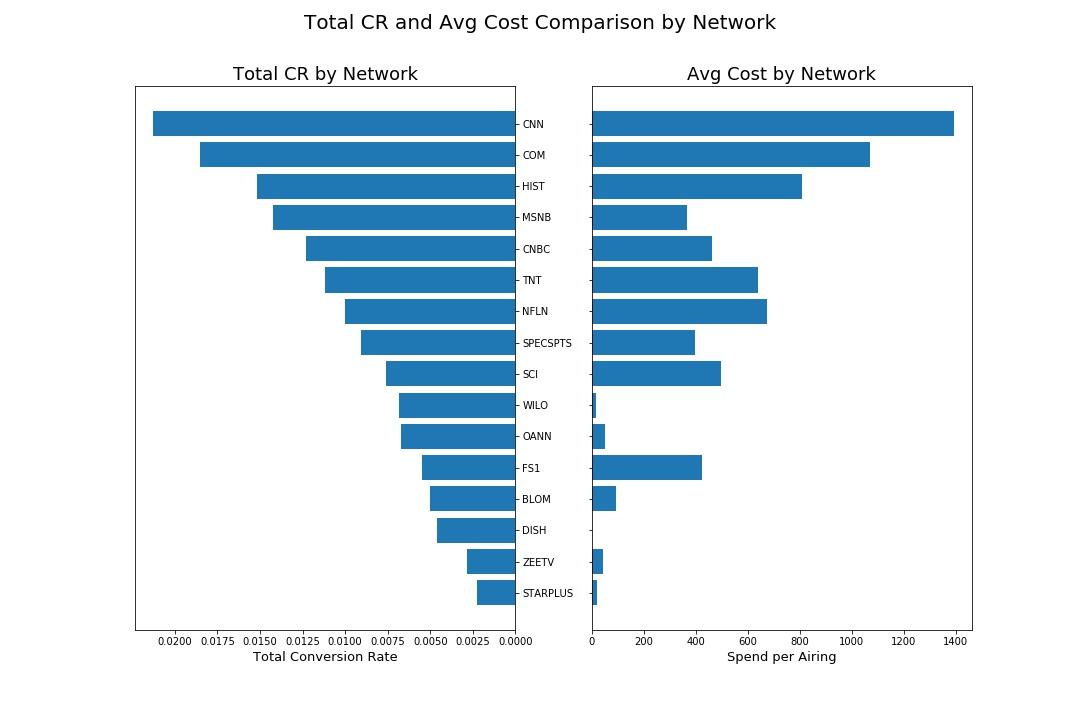 Total CR and Avg Cost Comparison by Network
Total CR by Network
Avg Cost by Network
CNN
COM
HIST
MSNB
CNBC
TNT
NFLN
SPECSPTS
SCI
WILO
OANN
FS1
BLOM
DISH
ZEETV
STARPLUS
0.0200 0.0175 0.0150 0.0125 0.0100 0.0075 0.0050 0.0025 0.0000
0 200 400 600 800 1000 1200 1400
Total Conversion Rate
Spend per Airing